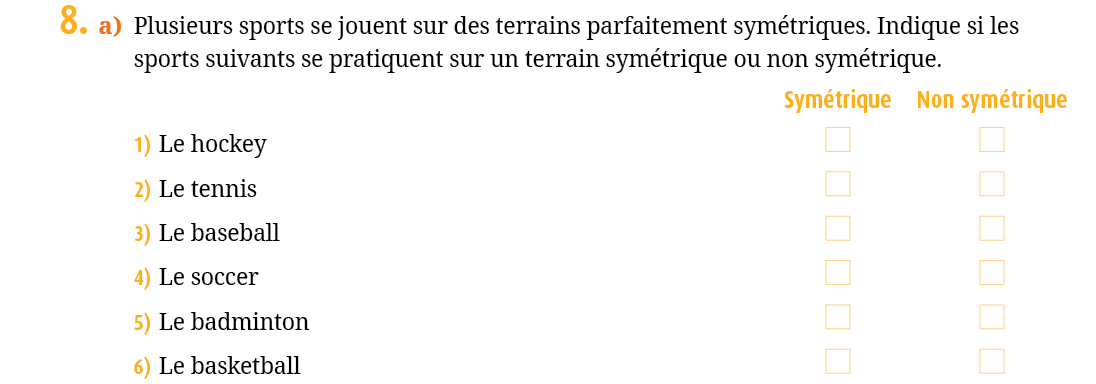 8. a) Plusieurs sports se jouent sur des terrains parfaitement symétriques. Indique si les
sports suivants se pratiquent sur un terrain symétrique ou non symétrique.
Symétrique Non symétrique
1) Le hockey
2) Le tennis
3) Le baseball
4) Le soccer
5) Le badminton
6) Le basketball